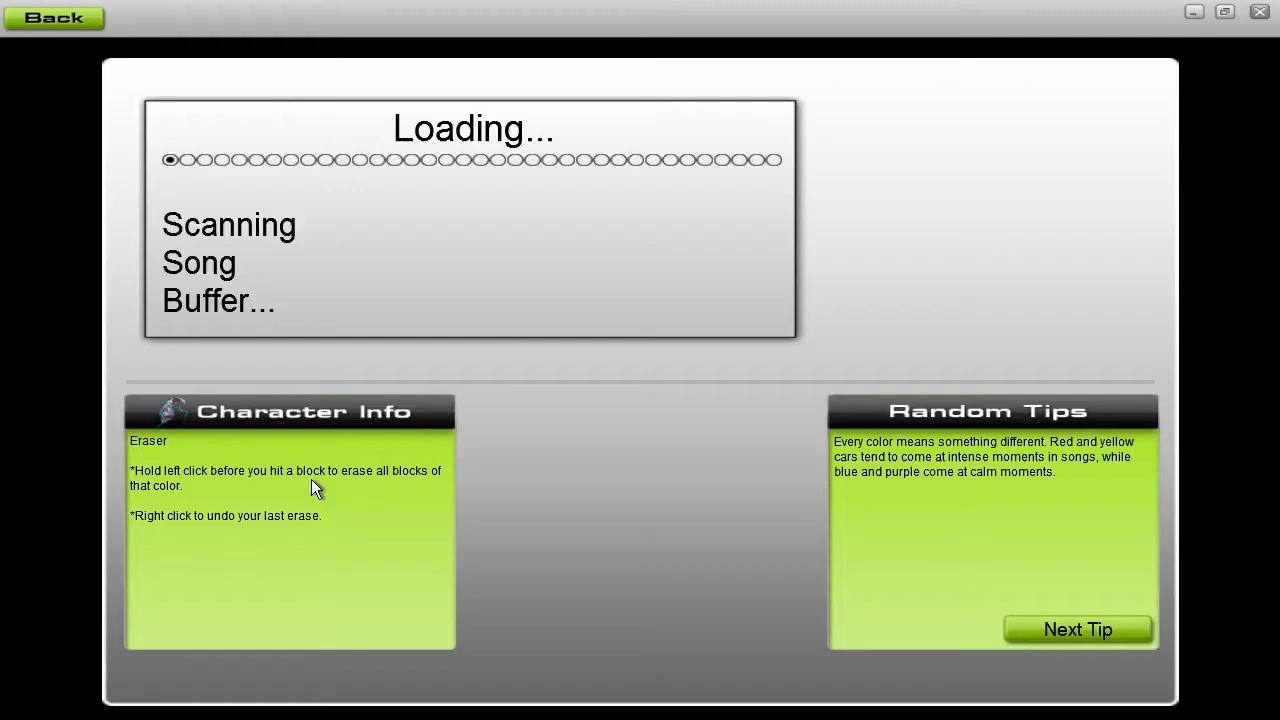 Back
Loading...
Scanning
Song
Buffer...
Character Info
Eraser
*Hold left click before you hit a block to erase all blocks of
that color.
*Right click to undo your last erase.
Random Tips
Every color means something different. Red and yellow
cars tend to come at intense moments in songs, while
blue and purple come at calm moments.
Next Tip